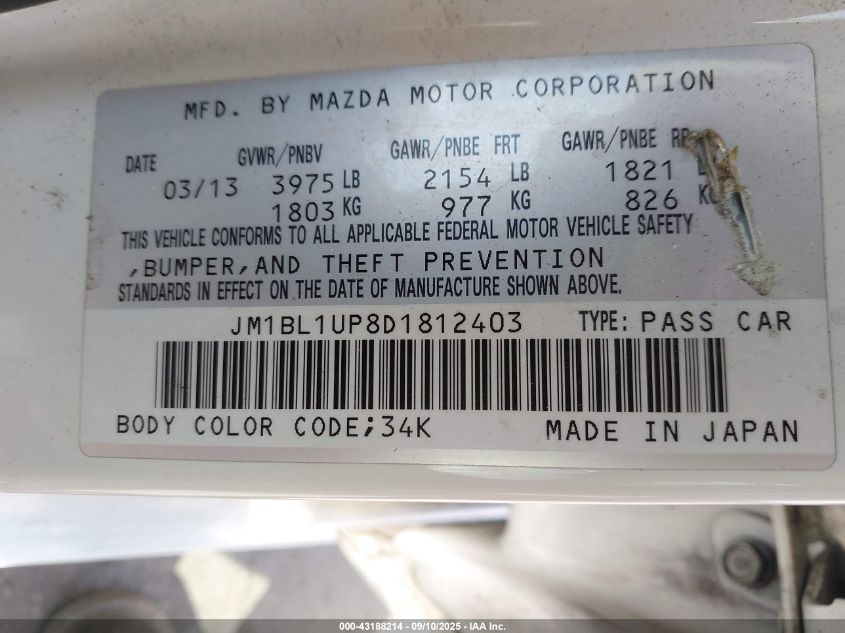 MFD. BY MAZDA MOTOR CORPORATION
DATE GVWR/PNBV GAWR/PNBE FRT GAWR/PNBE
03/13 3975 LB 2154 LB 1821
1803 KG 977 KG 826
THIS VEHICLE CONFORMS TO ALL APPLICABLE FEDERAL MOTOR VEHICLE SAFETY
,BUMPER,AND THEFT PREVENTION
STANDARDS IN EFFECT ON THE DATE OF MANUFACTURE SHOWN ABOVE.
JM1BL1UP8D1812403 TYPE: PASS CAR
BODY COLOR CODE;34K MADE IN JAPAN
000-43188214 - 09/10/2025 - IAA Inc.